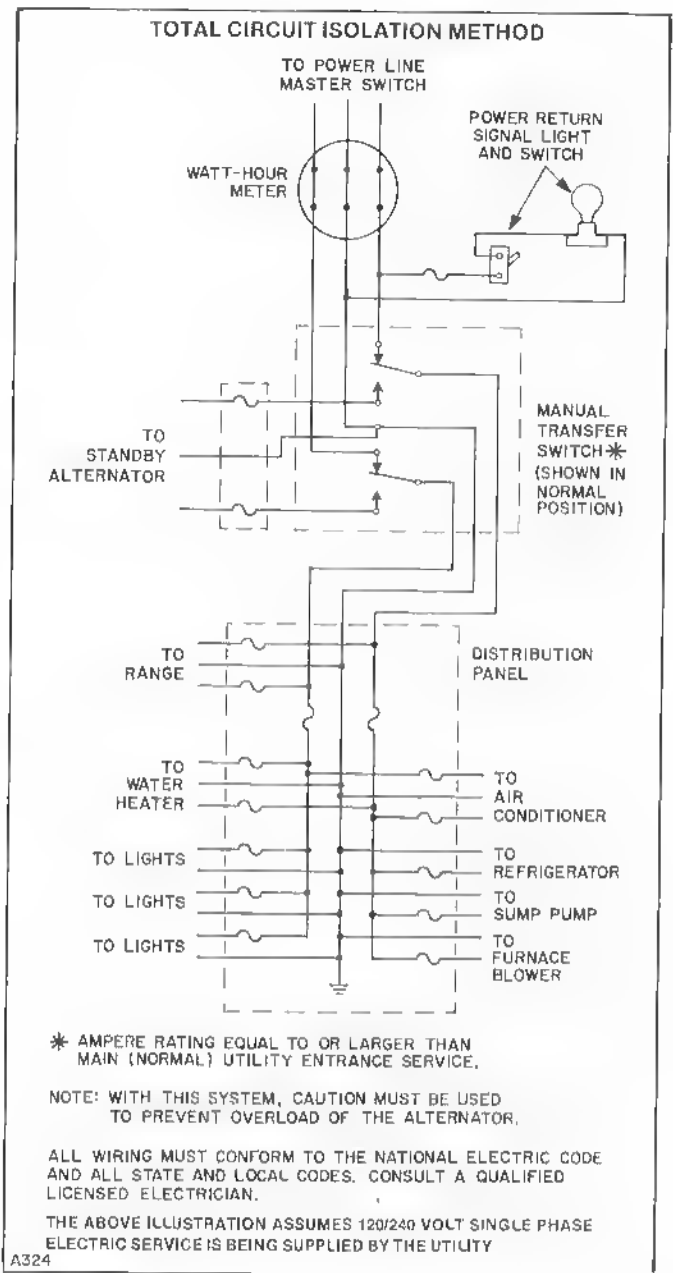 TOTAL CIRCUIT ISOLATION METHOD
TO POWER LINE
MASTER SWITCH
POWER RETURN
SIGNAL LIGHT
AND SWITCH
WATT-HOUR
METER
TO
STANDBY
ALTERNATOR
MANUAL
TRANSFER
SWITCH*
(SHOWN IN
NORMAL
POSITION)
TO
RANGE
DISTRIBUTION
PANEL
TO
WATER
HEATER
TO
AIR
CONDITIONER
TO LIGHTS
TO
REFRIGERATOR
TO LIGHTS
TO
SUMP PUMP
TO LIGHTS
TO
FURNACE
BLOWER
* AMPERE RATING EQUAL TO OR LARGER THAN
MAIN (NORMAL) UTILITY ENTRANCE SERVICE.
NOTE: WITH THIS SYSTEM, CAUTION MUST BE USED
TO PREVENT OVERLOAD OF THE ALTERNATOR.
ALL WIRING MUST CONFORM TO THE NATIONAL ELECTRIC CODE
AND ALL STATE AND LOCAL CODES. CONSULT A QUALIFIED
LICENSED ELECTRICIAN.
THE ABOVE ILLUSTRATION ASSUMES 120/240 VOLT SINGLE PHASE
ELECTRIC SERVICE IS BEING SUPPLIED BY THE UTILITY
A324